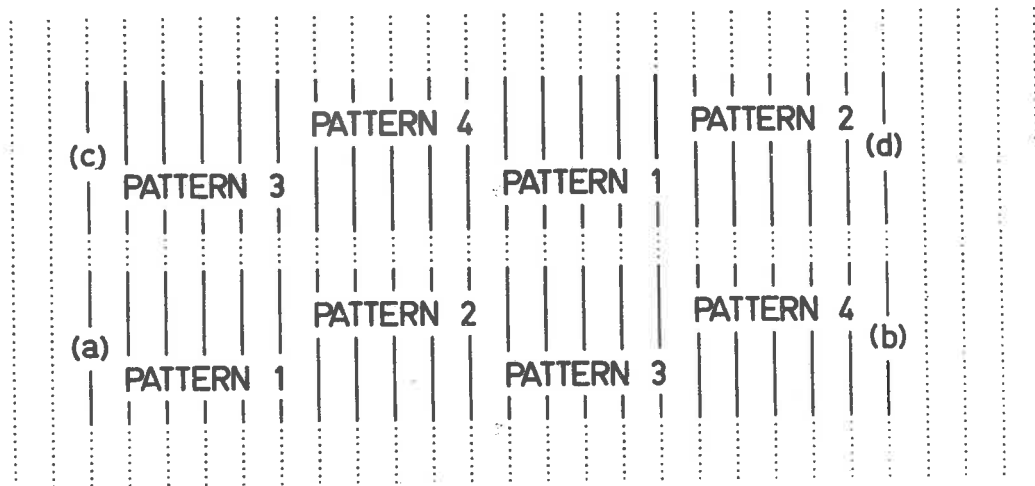 PATTERN 4
PATTERN 2
(c)
(d)
PATTERN 3
PATTERN 1
PATTERN 2
PATTERN 4
(a)
(b)
PATTERN 1
PATTERN 3